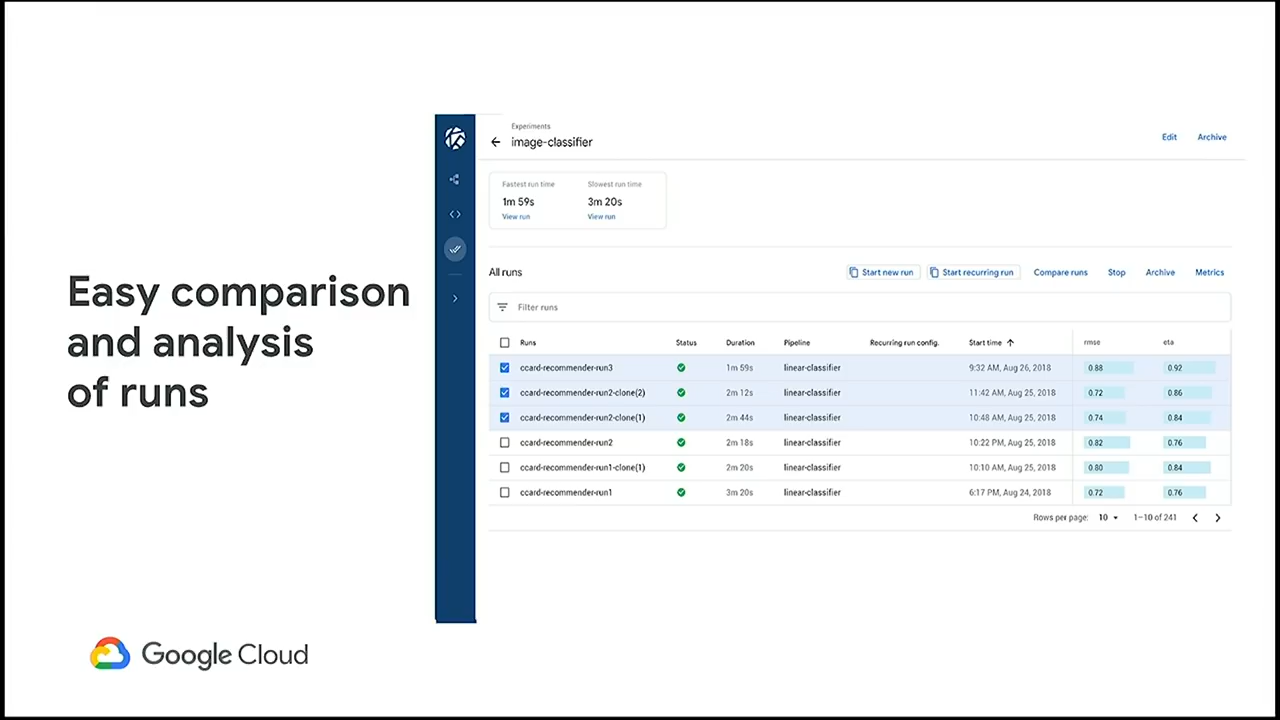 Easy comparison
and analysis
of runs
Google Cloud
Experiments
image-classifier
Edit Archive
Fastest run time Slowest run time
1m 59s 3m 20s
View run View run
All runs Start new run Start recurring run Compare runs Stop Archive Metrics
Filter runs
Runs Status Duration Pipeline Recurring run config. Start time rmse eta
ccard-recommender-run3 1m 59s linear-classifier 9:32 AM, Aug 26, 2018 0.88 0.92
ccard-recommender-run2-clone(2) 2m 12s linear-classifier 11:42 AM, Aug 25, 2018 0.72 0.86
ccard-recommender-run2-clone(1) 2m 44s linear-classifier 10:48 AM, Aug 25, 2018 0.74 0.84
ccard-recommender-run2 2m 18s linear-classifier 10:22 PM, Aug 25, 2018 0.82 0.76
ccard-recommender-run1-clone(1) 2m 20s linear-classifier 10:10 AM, Aug 25, 2018 0.80 0.84
ccard-recommender-run1 3m 20s linear-classifier 6:17 PM, Aug 24, 2018 0.72 0.76
Rows per page: 10 1–10 of 241